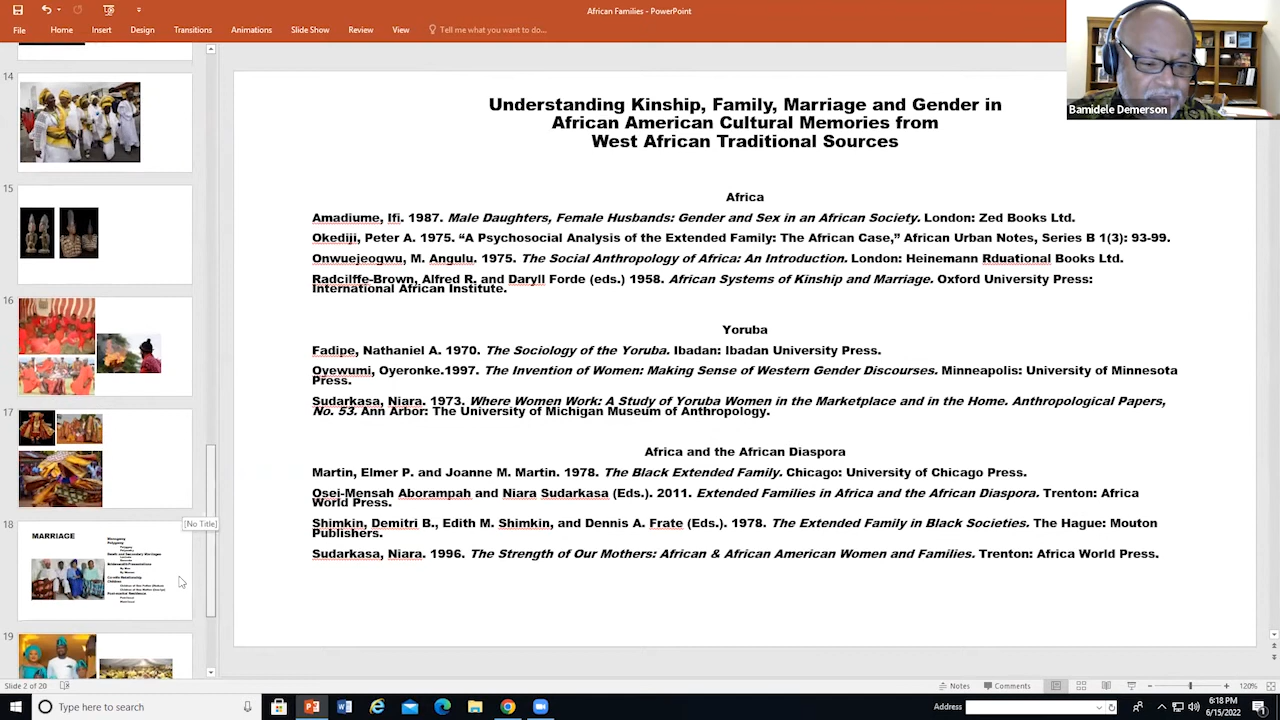 African Families - PowerPoint
File Home Insert Design Transitions Animations Slide Show Review View Tell me what you want to do...
Bamidele Demerson
Understanding Kinship, Family, Marriage and Gender in
African American Cultural Memories from
West African Traditional Sources
Africa
Amadiume, Ifi. 1987. Male Daughters, Female Husbands: Gender and Sex in an African Society. London: Zed Books Ltd.
Okediji, Peter A. 1975. “A Psychosocial Analysis of the Extended Family: The African Case,” African Urban Notes, Series B 1(3): 93-99.
Onwuejeogwu, M. Angulu. 1975. The Social Anthropology of Africa: An Introduction. London: Heinemann Rduational Books Ltd.
Radcilffe-Brown, Alfred R. and Daryll Forde (eds.) 1958. African Systems of Kinship and Marriage. Oxford University Press:
International African Institute.
Yoruba
Fadipe, Nathaniel A. 1970. The Sociology of the Yoruba. Ibadan: Ibadan University Press.
Oyewumi, Oyeronke.1997. The Invention of Women: Making Sense of Western Gender Discourses. Minneapolis: University of Minnesota
Press.
Sudarkasa, Niara. 1973. Where Women Work: A Study of Yoruba Women in the Marketplace and in the Home. Anthropological Papers,
No. 53. Ann Arbor: The University of Michigan Museum of Anthropology.
Africa and the African Diaspora
Martin, Elmer P. and Joanne M. Martin. 1978. The Black Extended Family. Chicago: University of Chicago Press.
Osei-Mensah Aborampah and Niara Sudarkasa (Eds.). 2011. Extended Families in Africa and the African Diaspora. Trenton: Africa
World Press.
Shimkin, Demitri B., Edith M. Shimkin, and Dennis A. Frate (Eds.). 1978. The Extended Family in Black Societies. The Hague: Mouton
Publishers.
Sudarkasa, Niara. 1996. The Strength of Our Mothers: African & African American Women and Families. Trenton: Africa World Press.
14
15
16
17
[No Title]
18
MARRIAGE
19
Slide 2 of 20
Notes Comments 120%
Type here to search
Address
6:18 PM
6/15/2022